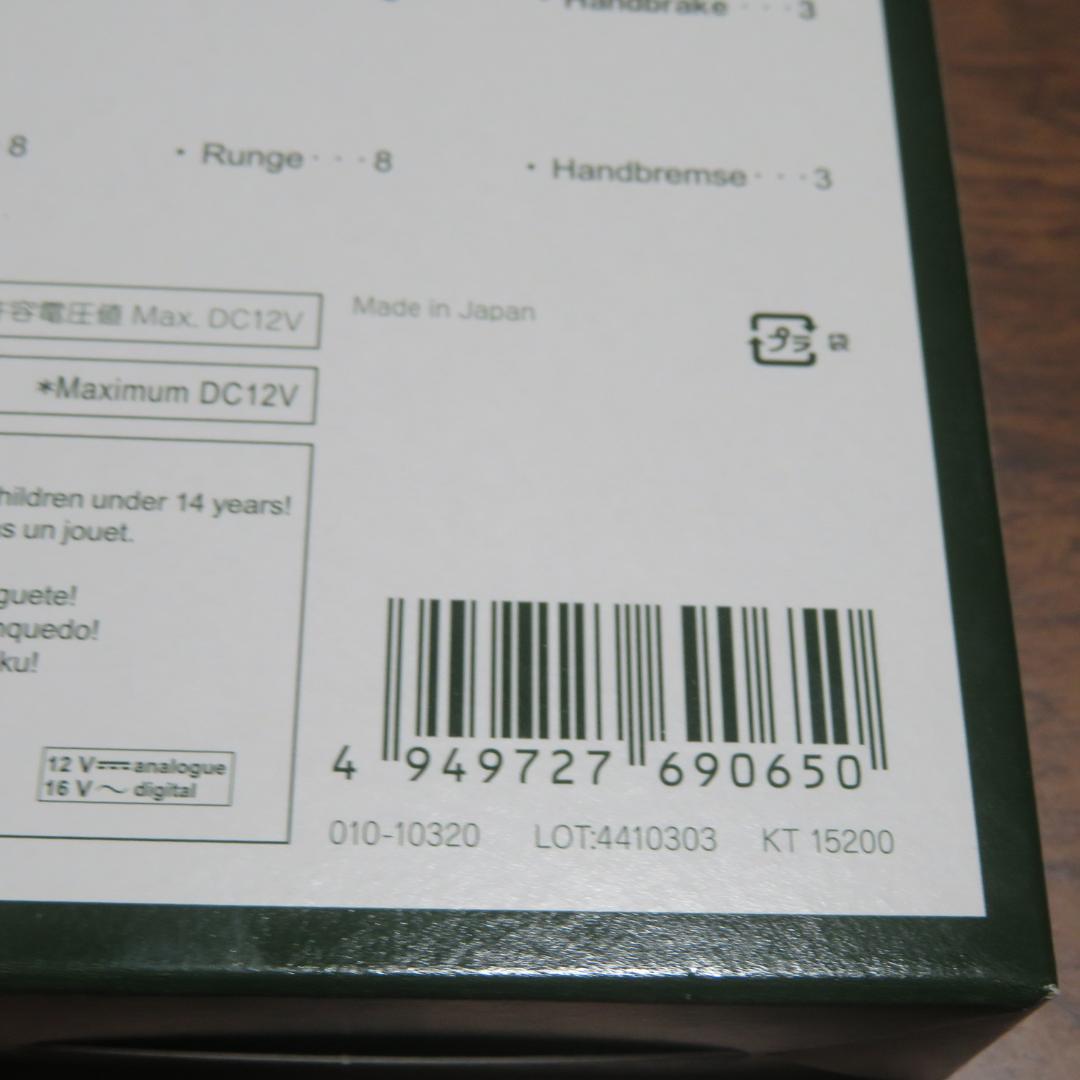 Handbrake · · · 3
8
• Runge · · · 8
• Handbremse · · · 3
容電圧値 Max. DC12V
Made in Japan
プラ 袋
*Maximum DC12V
hildren under 14 years!
s un jouet.
guete!
nquedo!
ku!
12 V⎓analogue
16 V～ digital
4 949727 690650
010-10320 LOT:4410303 KT 15200